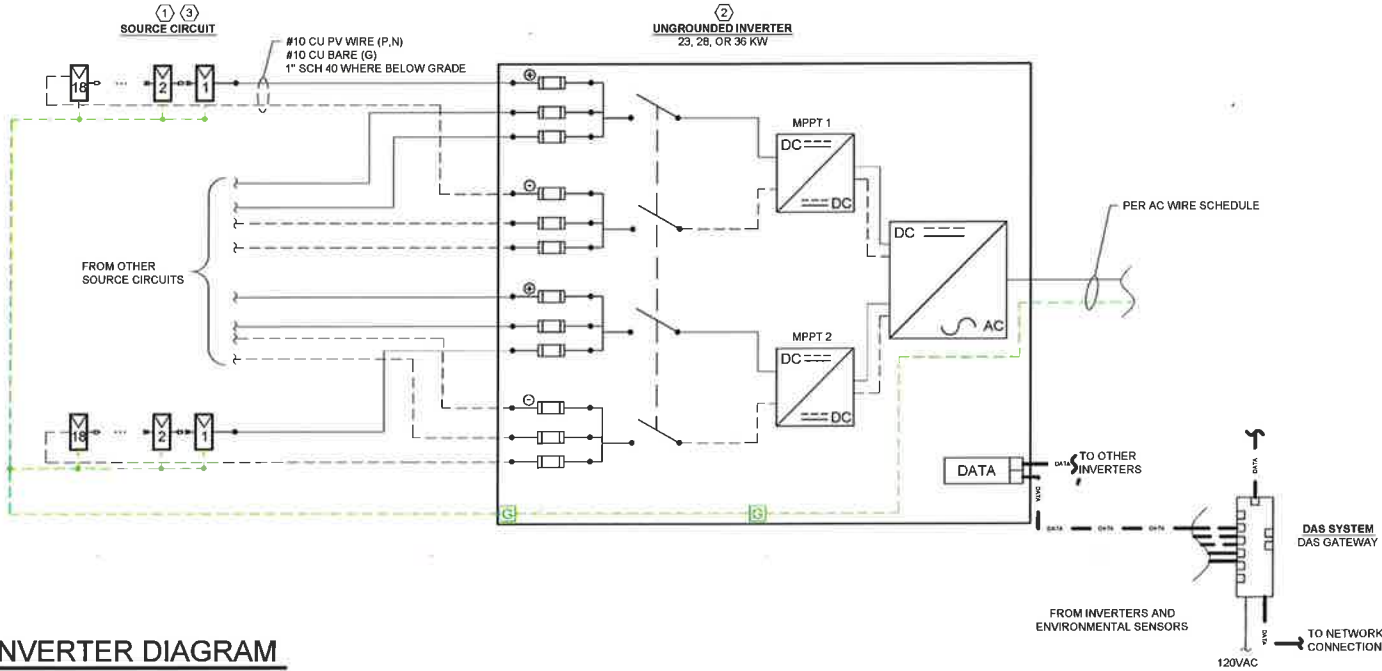 1 3
SOURCE CIRCUIT
#10 CU PV WIRE (P,N)
#10 CU BARE (G)
1" SCH 40 WHERE BELOW GRADE
18 ... 2 1
FROM OTHER
SOURCE CIRCUITS
18 ... 2 1
2
UNGROUNDED INVERTER
23, 28, OR 36 KW
+
-
+
-
MPPT 1
DC
DC
MPPT 2
DC
DC
DC
AC
PER AC WIRE SCHEDULE
G
G
DATA
DATA
TO OTHER
INVERTERS
DATA
DATA
DATA
DATA
DATA
DAS SYSTEM
DAS GATEWAY
FROM INVERTERS AND
ENVIRONMENTAL SENSORS
DATA
TO NETWORK
CONNECTION
120VAC
NVERTER DIAGRAM